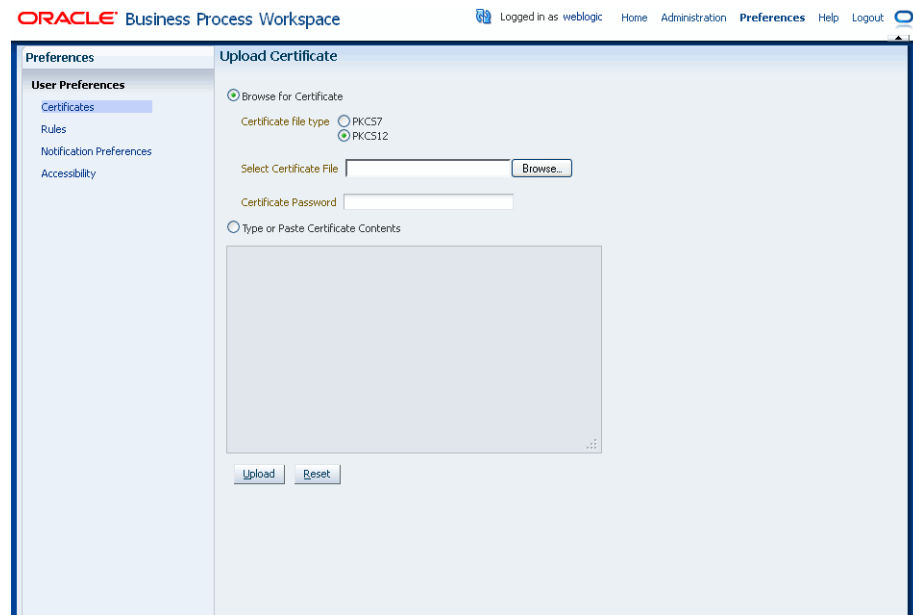 ORACLE Business Process Workspace
Logged in as weblogic Home Administration Preferences Help Logout
Preferences
User Preferences
Certificates
Rules
Notification Preferences
Accessibility
Upload Certificate
Browse for Certificate
Certificate file type PKCS7
PKCS12
Select Certificate File Browse...
Certificate Password
Type or Paste Certificate Contents
Upload Reset